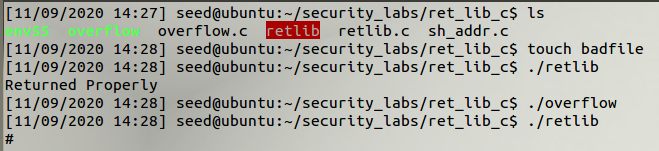 [11/09/2020 14:27] seed@ubuntu:~/security_labs/ret_lib_c$ ls
env55 overflow overflow.c retlib retlib.c sh_addr.c
[11/09/2020 14:28] seed@ubuntu:~/security_labs/ret_lib_c$ touch badfile
[11/09/2020 14:28] seed@ubuntu:~/security_labs/ret_lib_c$ ./retlib
Returned Properly
[11/09/2020 14:28] seed@ubuntu:~/security_labs/ret_lib_c$ ./overflow
[11/09/2020 14:28] seed@ubuntu:~/security_labs/ret_lib_c$ ./retlib
#